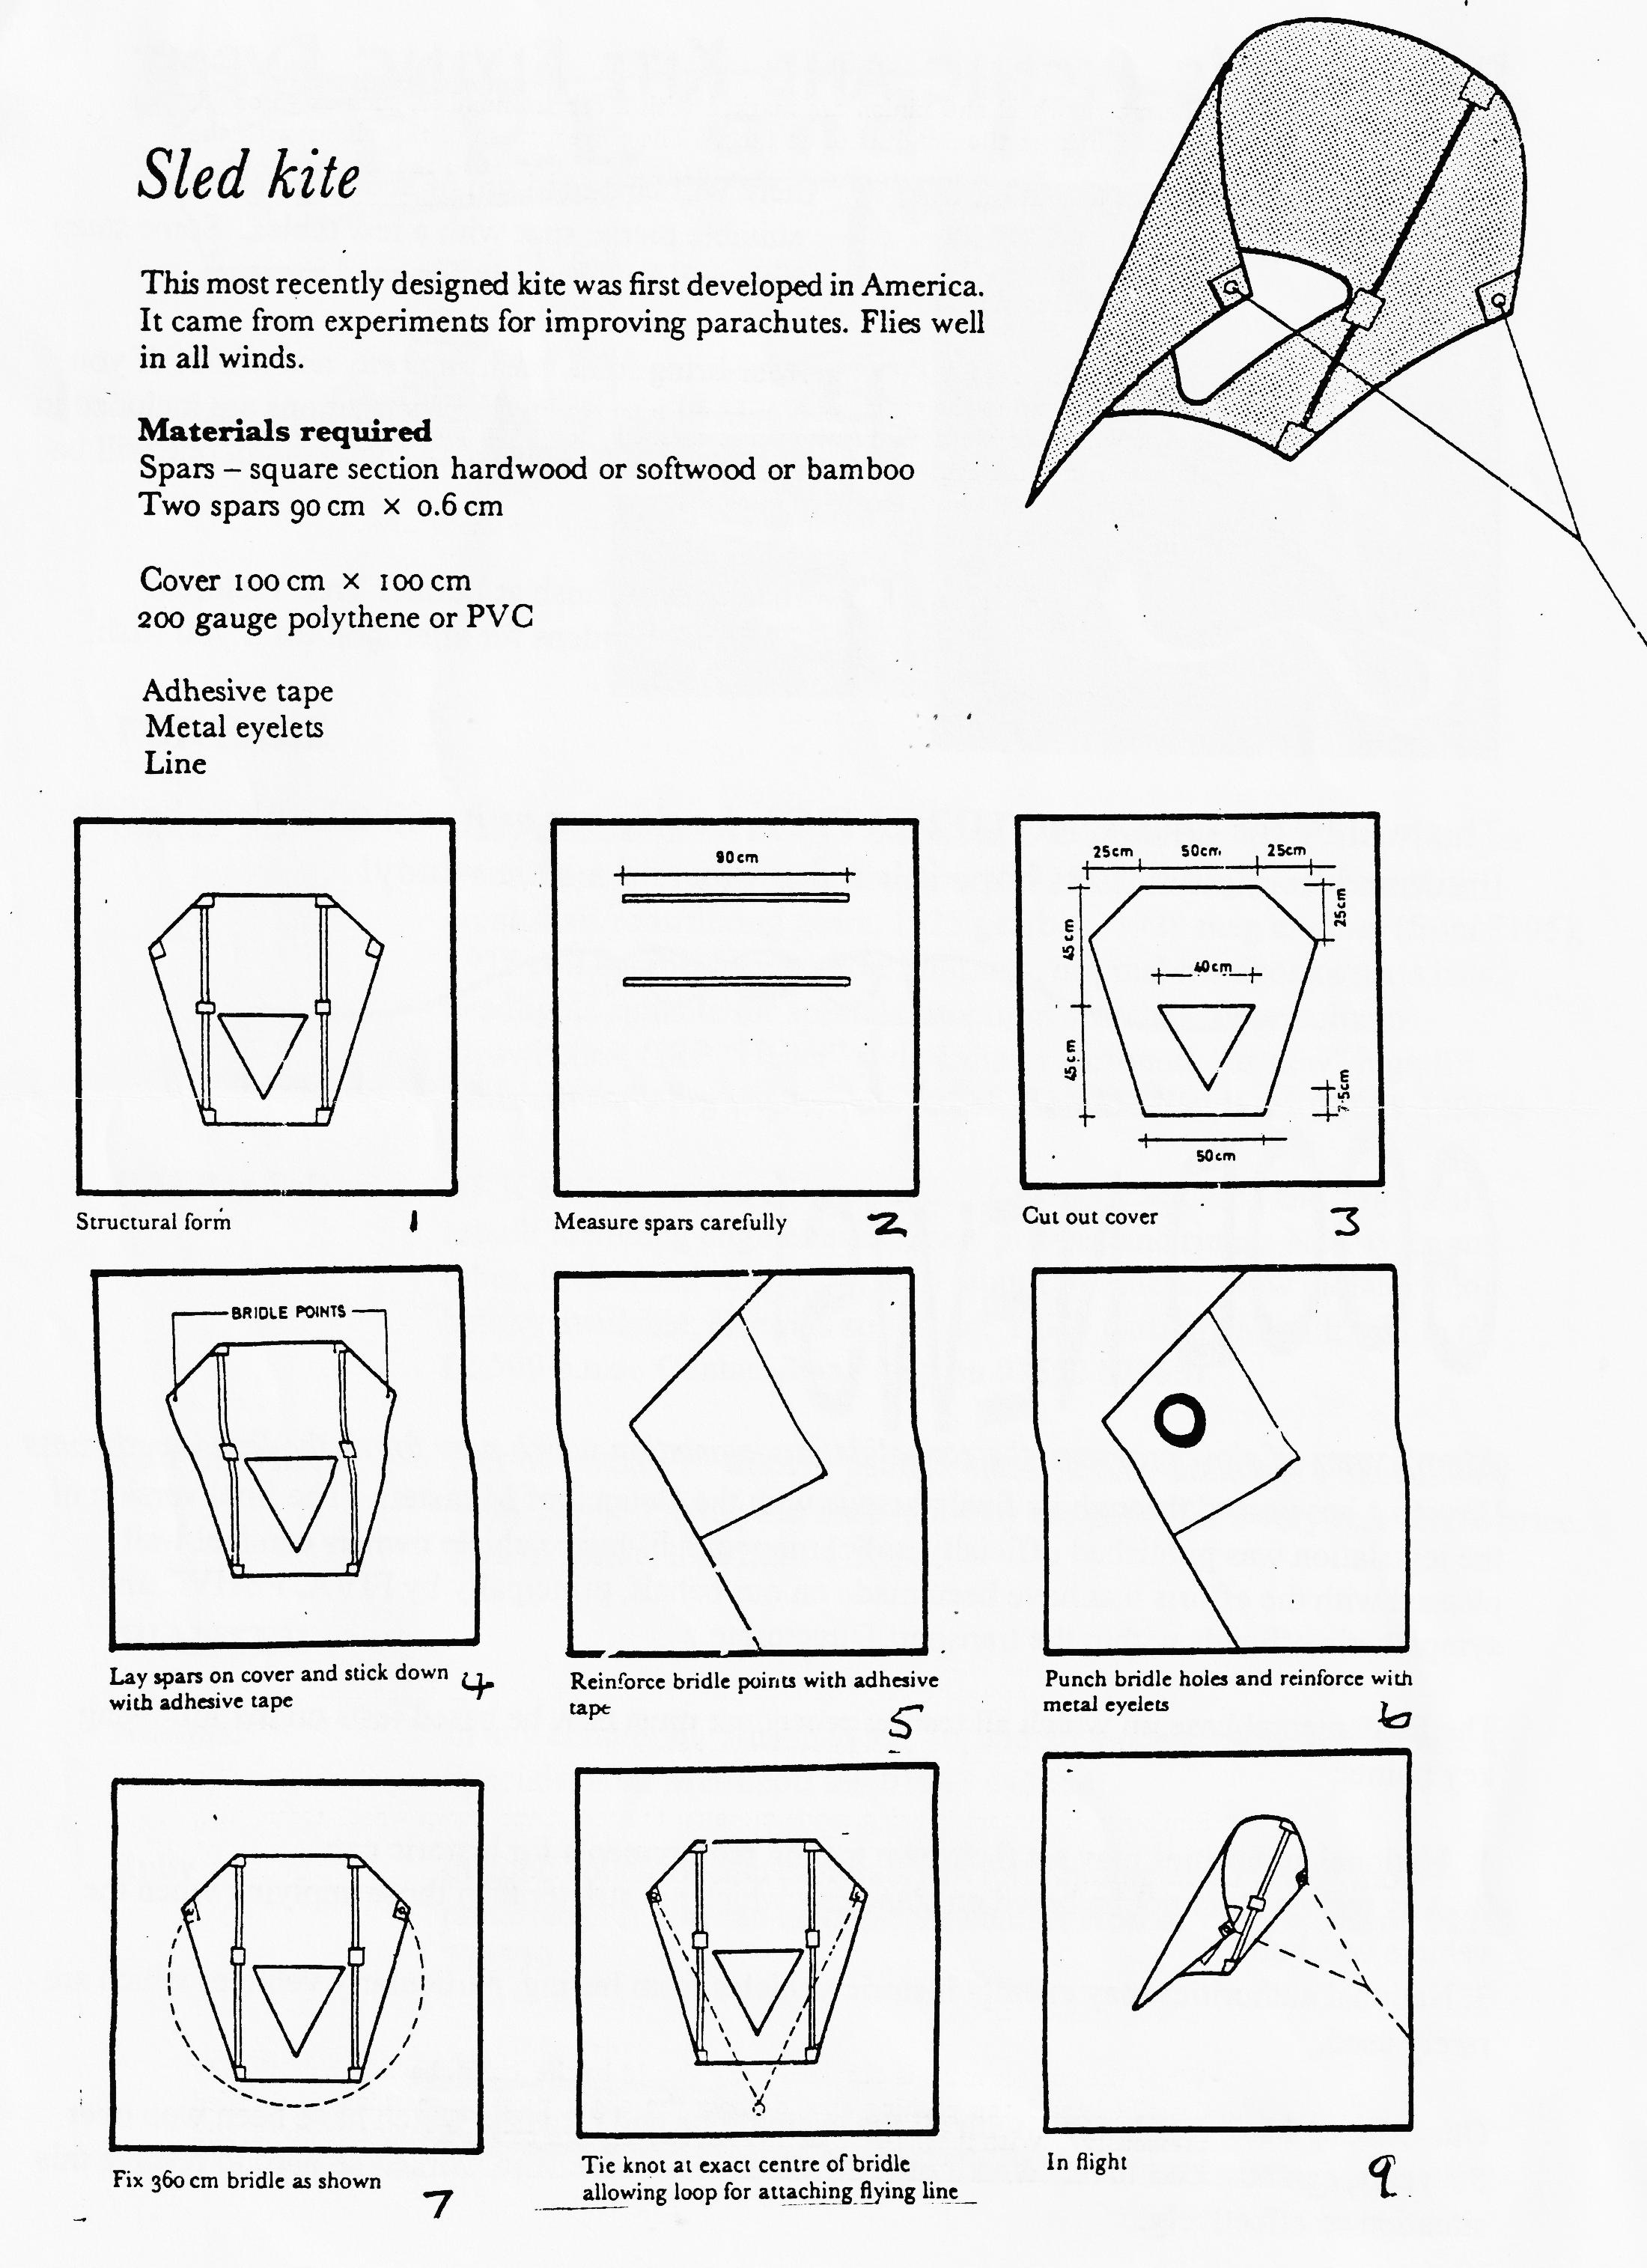 Sled kite
This most recently designed kite was first developed in America.
It came from experiments for improving parachutes. Flies well
in all winds.
Materials required
Spars – square section hardwood or softwood or bamboo
Two spars 90 cm × 0.6 cm
Cover 100 cm × 100 cm
200 gauge polythene or PVC
Adhesive tape
Metal eyelets
Line
Structural form 1
90cm
Measure spars carefully 2
25cm 50cm 25cm
25cm
45cm
40cm
45cm
7.5cm
50cm
Cut out cover 3
BRIDLE POINTS
Lay spars on cover and stick down
with adhesive tape
4
Reinforce bridle points with adhesive
tape
5
Punch bridle holes and reinforce with
metal eyelets
6
Fix 360 cm bridle as shown
7
Tie knot at exact centre of bridle
allowing loop for attaching flying line
In flight
9